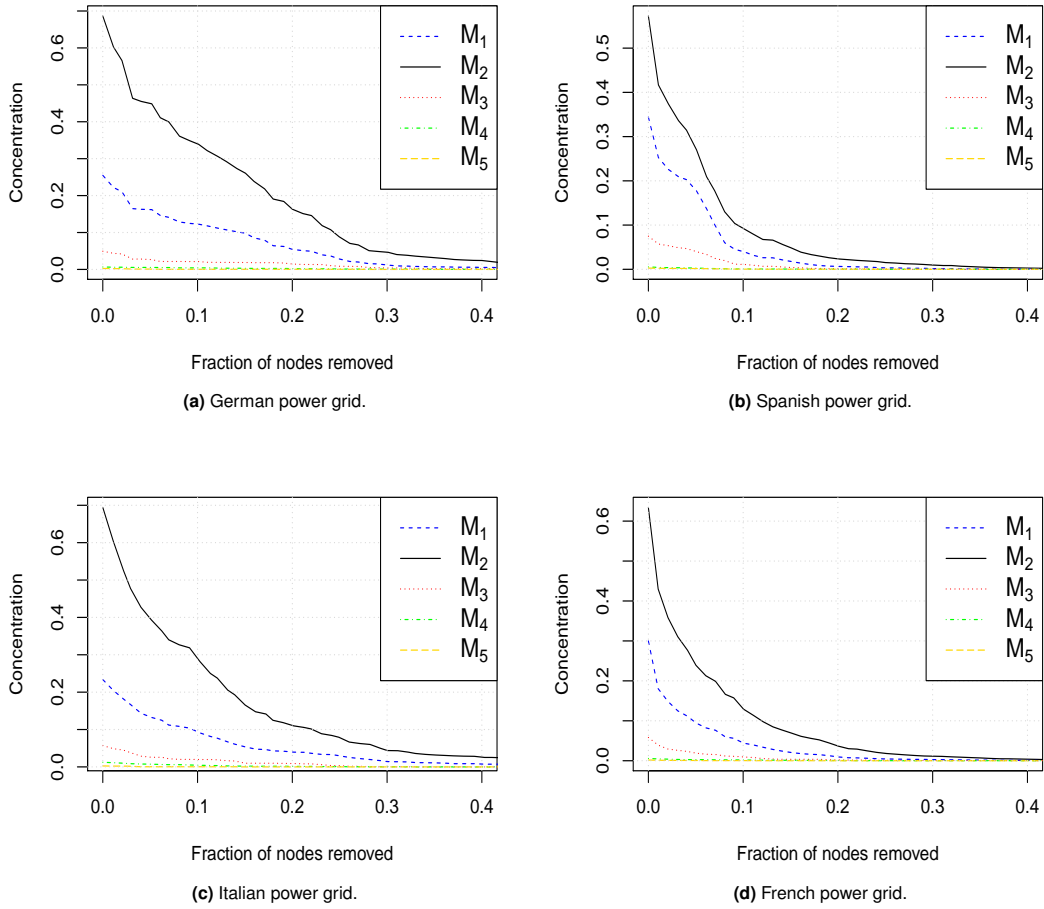 Concentration
0.0 0.2 0.4 0.6
0.0 0.1 0.2 0.3 0.4
Fraction of nodes removed
M1
M2
M3
M4
M5
(a) German power grid.
Concentration
0.0 0.1 0.2 0.3 0.4 0.5
0.0 0.1 0.2 0.3 0.4
Fraction of nodes removed
M1
M2
M3
M4
M5
(b) Spanish power grid.
Concentration
0.0 0.2 0.4 0.6
0.0 0.1 0.2 0.3 0.4
Fraction of nodes removed
M1
M2
M3
M4
M5
(c) Italian power grid.
Concentration
0.0 0.1 0.2 0.3 0.4 0.5 0.6
0.0 0.1 0.2 0.3 0.4
Fraction of nodes removed
M1
M2
M3
M4
M5
(d) French power grid.